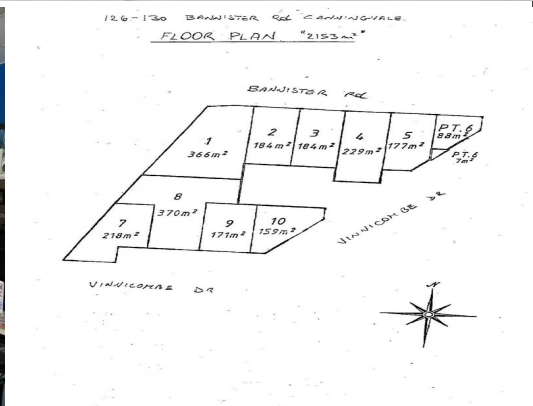 126-130 BANNISTER Rd CANNINGVALE.
FLOOR PLAN "2153m²"
BANNISTER Rd
1
366m²
2
184m²
3
184m²
4
229m²
5
177m²
PT.6
88m²
PT.6
7m²
8
370m²
7
218m²
9
171m²
10
159m²
VINNICOMBE DR
VINNICOMBE DR
N